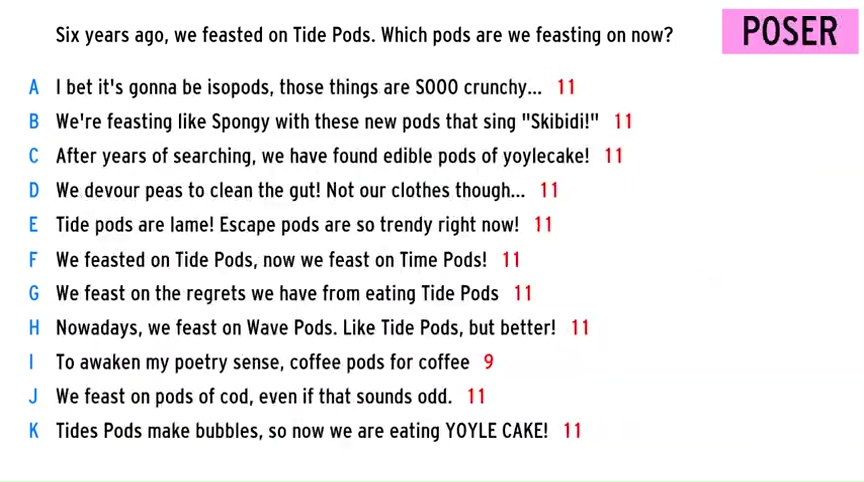 Six years ago, we feasted on Tide Pods. Which pods are we feasting on now?
POSER
A I bet it's gonna be isopods, those things are SOOO crunchy... 11
B We're feasting like Spongy with these new pods that sing "Skibidi!" 11
C After years of searching, we have found edible pods of yoylecake! 11
D We devour peas to clean the gut! Not our clothes though... 11
E Tide pods are lame! Escape pods are so trendy right now! 11
F We feasted on Tide Pods, now we feast on Time Pods! 11
G We feast on the regrets we have from eating Tide Pods 11
H Nowadays, we feast on Wave Pods. Like Tide Pods, but better! 11
I To awaken my poetry sense, coffee pods for coffee 9
J We feast on pods of cod, even if that sounds odd. 11
K Tides Pods make bubbles, so now we are eating YOYLE CAKE! 11